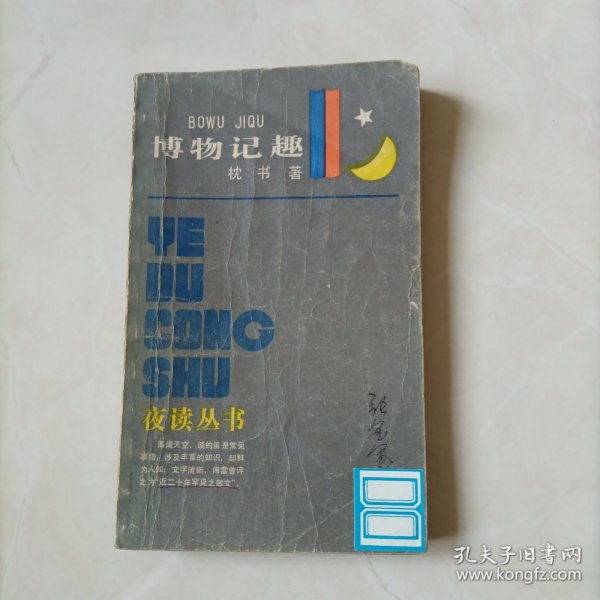 BOWU JIQU
博物记趣
枕书著
YE
DU
CONG
SHU
夜读丛书
海阔天空，谈的虽是常见
事物，涉及丰富的知识，却鲜
为人知；文字清新，傅雷曾评
之为“近二十年罕见之散文”。
孔夫子旧书网
www.kongfz.com